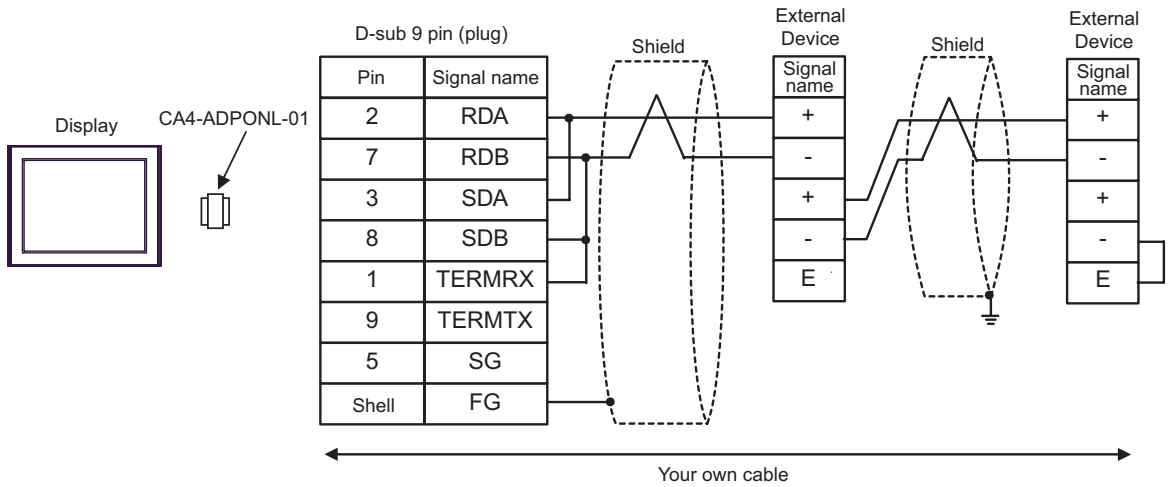 D-sub 9 pin (plug)
Shield
External
Device
Shield
External
Device
Display
CA4-ADPONL-01
Pin Signal name
2 RDA
7 RDB
3 SDA
8 SDB
1 TERMRX
9 TERMTX
5 SG
Shell FG
Signal
name
+
-
+
-
E
Signal
name
+
-
+
-
E
Your own cable